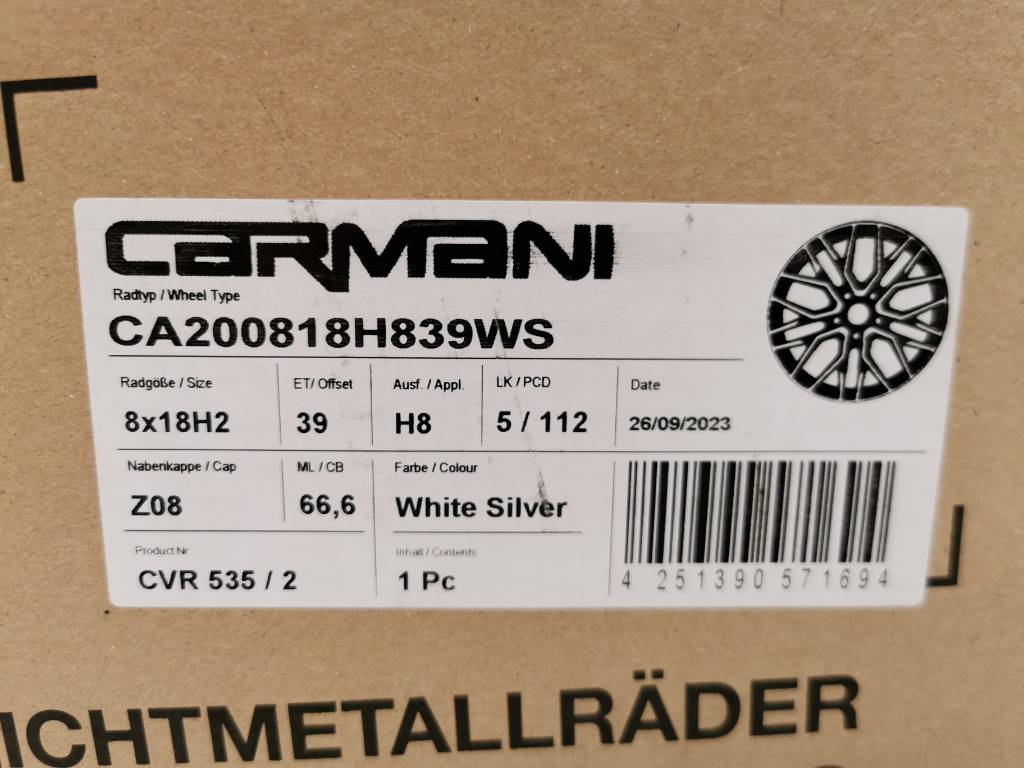 CARMANI
Radtyp / Wheel Type
CA200818H839WS
Radgöße / Size ET/ Offset Ausf. / Appl. LK / PCD Date
8x18H2 39 H8 5 / 112 26/09/2023
Nabenkappe / Cap ML / CB Farbe / Colour
Z08 66,6 White Silver
Product Nr Inhalt / Contents
CVR 535 / 2 1 Pc
4 251390 571694
ICHTMETALLRÄDER